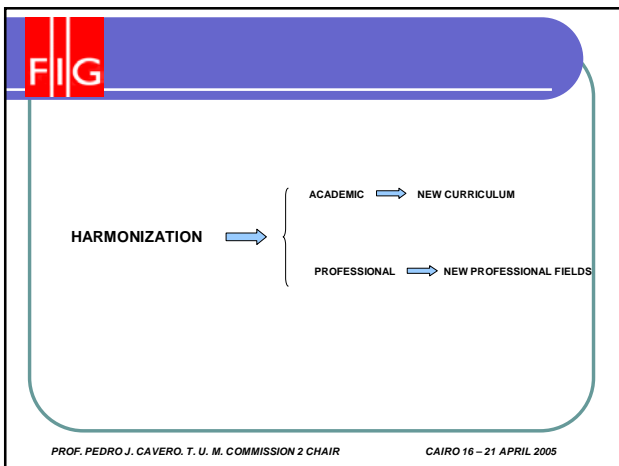 FIG
ACADEMIC NEW CURRICULUM
HARMONIZATION
PROFESSIONAL NEW PROFESSIONAL FIELDS
PROF. PEDRO J. CAVERO. T. U. M. COMMISSION 2 CHAIR CAIRO 16 – 21 APRIL 2005